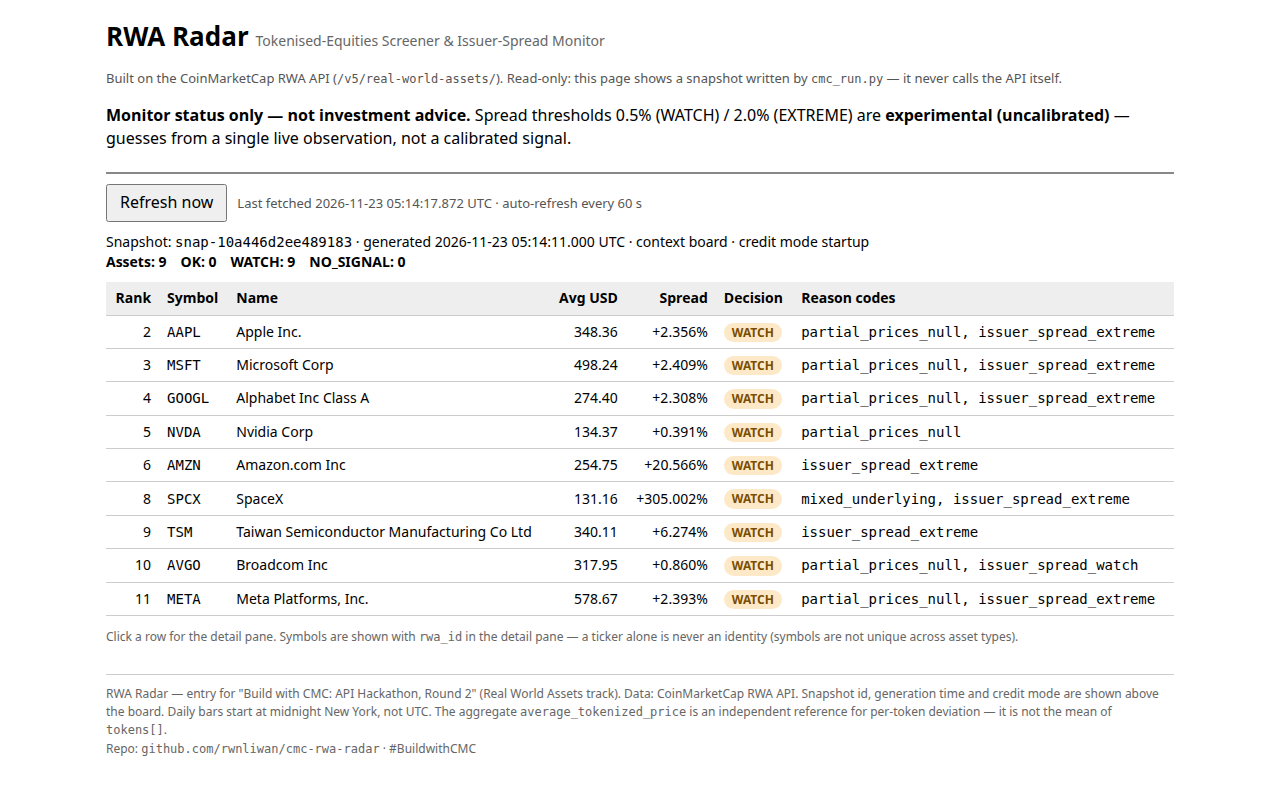 RWA Radar Tokenised-Equities Screener & Issuer-Spread Monitor
Built on the CoinMarketCap RWA API (/v5/real-world-assets/). Read-only: this page shows a snapshot written by cmc_run.py — it never calls the API itself.
Monitor status only — not investment advice. Spread thresholds 0.5% (WATCH) / 2.0% (EXTREME) are experimental (uncalibrated) —
guesses from a single live observation, not a calibrated signal.
Refresh now Last fetched 2026-11-23 05:14:17.872 UTC · auto-refresh every 60 s
Snapshot: snap-10a446d2ee489183 · generated 2026-11-23 05:14:11.000 UTC · context board · credit mode startup
Assets: 9 OK: 0 WATCH: 9 NO_SIGNAL: 0
Rank Symbol Name Avg USD Spread Decision Reason codes
2 AAPL Apple Inc. 348.36 +2.356% WATCH partial_prices_null, issuer_spread_extreme
3 MSFT Microsoft Corp 498.24 +2.409% WATCH partial_prices_null, issuer_spread_extreme
4 GOOGL Alphabet Inc Class A 274.40 +2.308% WATCH partial_prices_null, issuer_spread_extreme
5 NVDA Nvidia Corp 134.37 +0.391% WATCH partial_prices_null
6 AMZN Amazon.com Inc 254.75 +20.566% WATCH issuer_spread_extreme
8 SPCX SpaceX 131.16 +305.002% WATCH mixed_underlying, issuer_spread_extreme
9 TSM Taiwan Semiconductor Manufacturing Co Ltd 340.11 +6.274% WATCH issuer_spread_extreme
10 AVGO Broadcom Inc 317.95 +0.860% WATCH partial_prices_null, issuer_spread_watch
11 META Meta Platforms, Inc. 578.67 +2.393% WATCH partial_prices_null, issuer_spread_extreme
Click a row for the detail pane. Symbols are shown with rwa_id in the detail pane — a ticker alone is never an identity (symbols are not unique across asset types).
RWA Radar — entry for "Build with CMC: API Hackathon, Round 2" (Real World Assets track). Data: CoinMarketCap RWA API. Snapshot id, generation time and credit mode are shown above
the board. Daily bars start at midnight New York, not UTC. The aggregate average_tokenized_price is an independent reference for per-token deviation — it is not the mean of
tokens[].
Repo: github.com/rwnliwan/cmc-rwa-radar · #BuildwithCMC